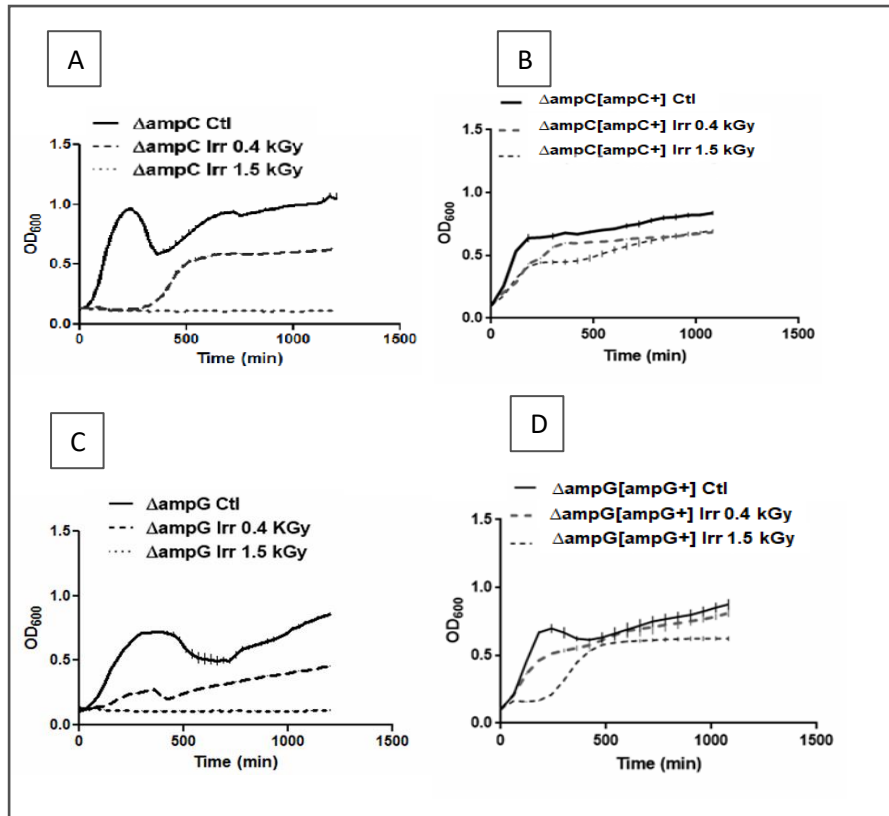 A
ΔampC Ctl
ΔampC Irr 0.4 kGy
ΔampC Irr 1.5 kGy
1.5
1.0
0.5
0.0
OD600
0
500
1000
1500
Time (min)
B
ΔampC[ampC+] Ctl
ΔampC[ampC+] Irr 0.4 kGy
ΔampC[ampC+] Irr 1.5 kGy
1.5
1.0
0.5
0.0
OD600
0
500
1000
1500
Time (min)
C
ΔampG Ctl
ΔampG Irr 0.4 KGy
ΔampG Irr 1.5 kGy
1.5
1.0
0.5
0.0
OD600
0
500
1000
1500
Time (min)
D
ΔampG[ampG+] Ctl
ΔampG[ampG+] Irr 0.4 kGy
ΔampG[ampG+] Irr 1.5 kGy
1.5
1.0
0.5
0.0
OD600
0
500
1000
1500
Time (min)